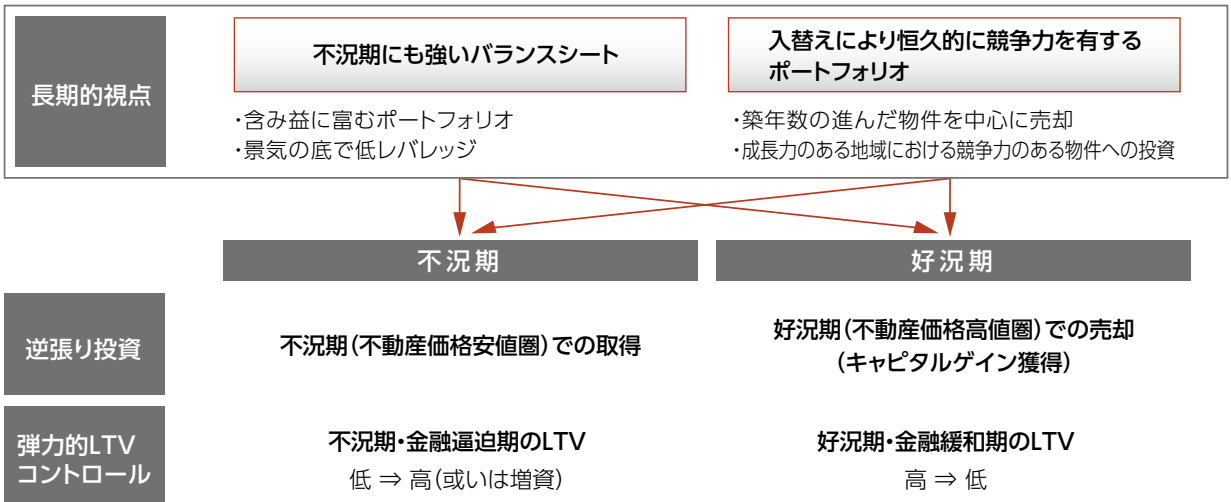 長期的視点
不況期にも強いバランスシート
・含み益に富むポートフォリオ
・景気の底で低レバレッジ
入替えにより恒久的に競争力を有する
ポートフォリオ
・築年数の進んだ物件を中心に売却
・成長力のある地域における競争力のある物件への投資
不況期
好況期
逆張り投資
不況期(不動産価格安値圏)での取得
好況期(不動産価格高値圏)での売却
(キャピタルゲイン獲得)
弾力的LTV
コントロール
不況期・金融逼迫期のLTV
低 ⇒ 高(或いは増資)
好況期・金融緩和期のLTV
高 ⇒ 低